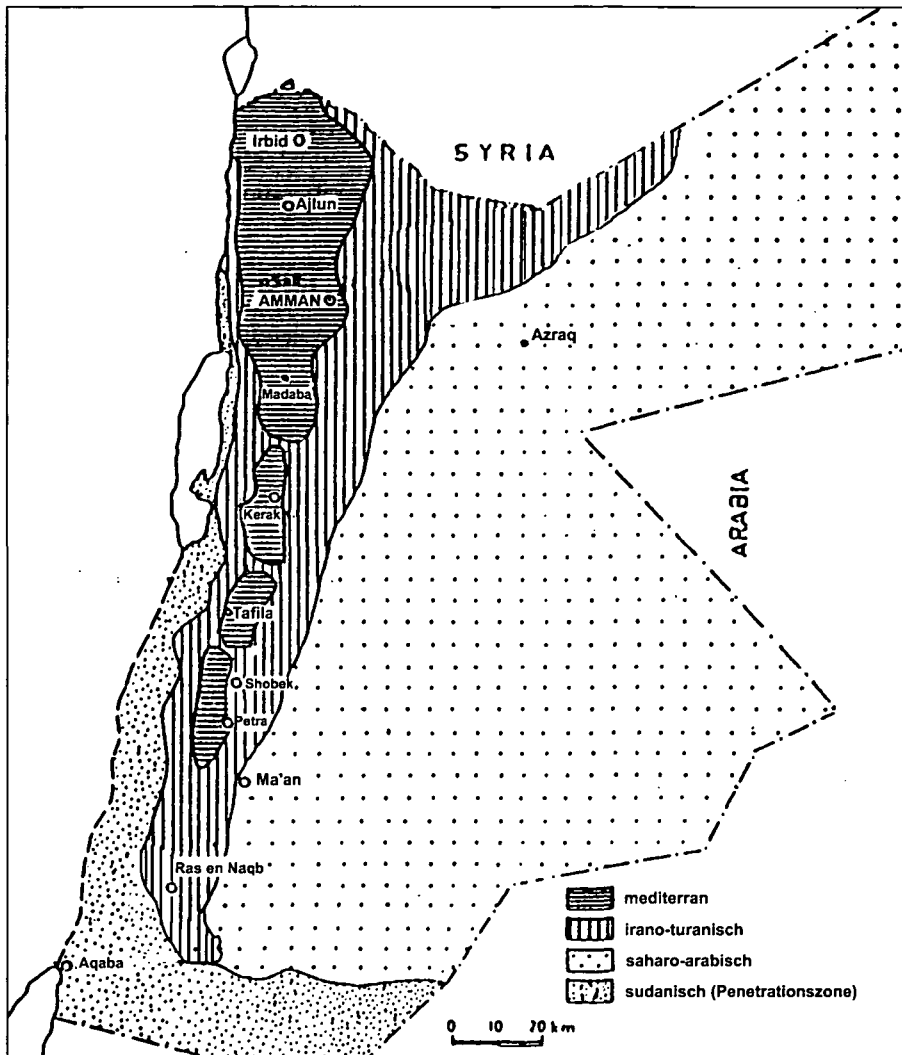 SYRIA
Irbid
Ajlun
Salt
AMMAN
Azraq
Madaba
ARABIA
Kerak
Tafila
Shobek
Petra
Ma'an
Ras en Naqb
Aqaba
mediterran
irano-turanisch
saharo-arabisch
sudanisch (Penetrationszone)
0 10 20 km